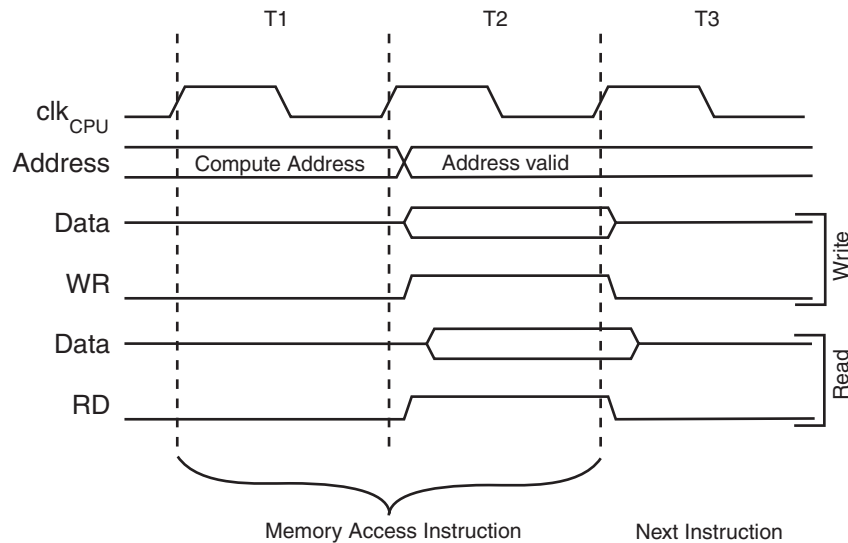 T1 T2 T3
clkCPU
Address Compute Address Address valid
Data
WR
Write
Data
RD
Read
Memory Access Instruction Next Instruction